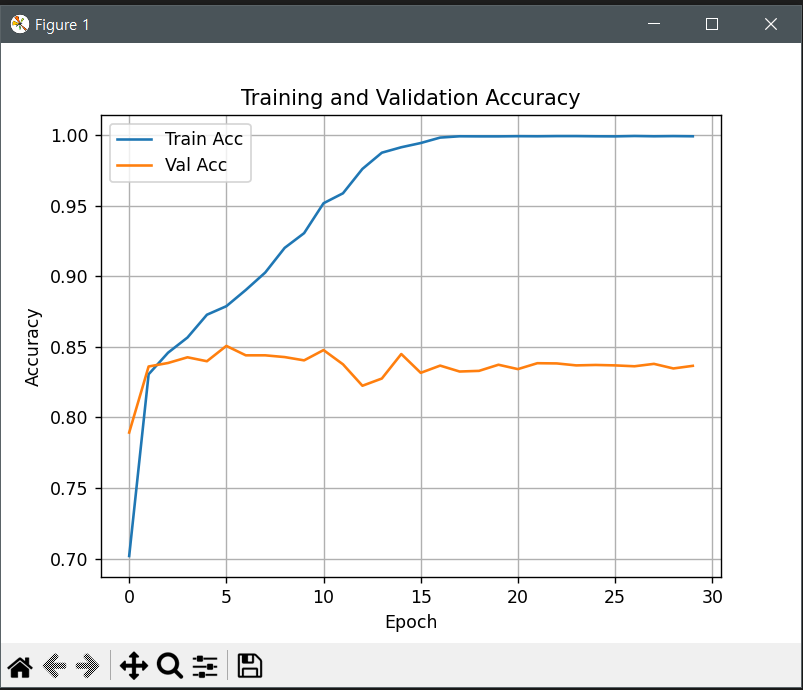 Figure 1
Training and Validation Accuracy
Train Acc
Val Acc
1.00
0.95
0.90
0.85
0.80
0.75
0.70
Accuracy
0 5 10 15 20 25 30
Epoch